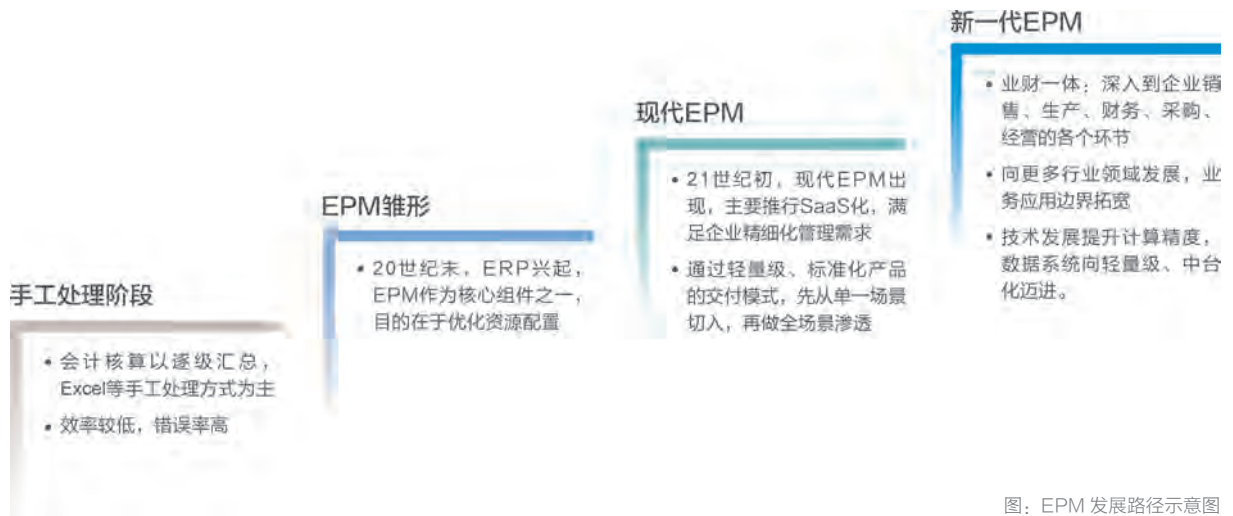 手工处理阶段
• 会计核算以逐级汇总，
Excel等手工处理方式为主
• 效率较低，错误率高
EPM雏形
• 20世纪末，ERP兴起，
EPM作为核心组件之一，
目的在于优化资源配置
现代EPM
• 21世纪初，现代EPM出
现，主要推行SaaS化，满
足企业精细化管理需求
• 通过轻量级、标准化产品
的交付模式，先从单一场景
切入，再做全场景渗透
新一代EPM
• 业财一体：深入到企业销
售、生产、财务、采购、
经营的各个环节
• 向更多行业领域发展，业
务应用边界拓宽
• 技术发展提升计算精度，
数据系统向轻量级、中台
化迈进。
图：EPM 发展路径示意图